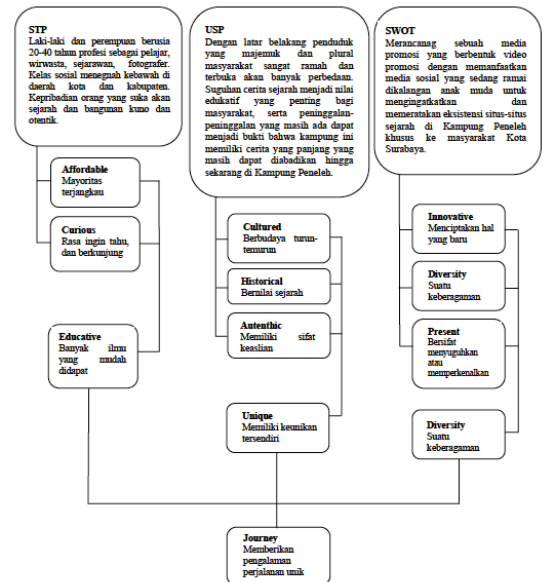 STP
Laki-laki dan perempuan berusia
20-40 tahun profesi sebagai pelajar,
wirwasta, sejarawan, fotografer.
Kelas sosial menegnah kebawah di
daerah kota dan kabupaten.
Kepribadian orang yang suka akan
sejarah dan bangunan kuno dan
otentik.
Affordable
Mayoritas
terjangkau
Curious
Rasa ingin tahu,
dan berkunjung
Educative
Banyak ilmu
yang mudah
didapat
USP
Dengan latar belakang penduduk
yang majemuk dan plural
masyarakat sangat ramah dan
terbuka akan banyak perbedaan.
Suguhan cerita sejarah menjadi nilai
edukatif yang penting bagi
masyarakat, serta peninggalan-
peninggalan yang masih ada dapat
menjadi bukti bahwa kampung ini
memiliki cerita yang panjang yang
masih dapat diabadikan hingga
sekarang di Kampung Peneleh.
Cultured
Berbudaya turun-
temurun
Historical
Bernilai sejarah
Autenthic
Memiliki sifat
keaslian
Unique
Memiliki keunikan
tersendiri
SWOT
Merancanag sebuah media
promosi yang berbentuk video
promosi dengan memanfaatkan
media sosial yang sedang ramai
dikalangan anak muda untuk
mengingatkatkan dan
memeratakan eksistensi situs-situs
sejarah di Kampung Peneleh
khusus ke masyarakat Kota
Surabaya.
Innovative
Menciptakan hal
yang baru
Diversity
Suatu
keberagaman
Present
Bersifat
menyuguhkan
atau
memperkenalkan
Diversity
Suatu
keberagaman
Journey
Memberikan
pengalaman
perjalanan unik